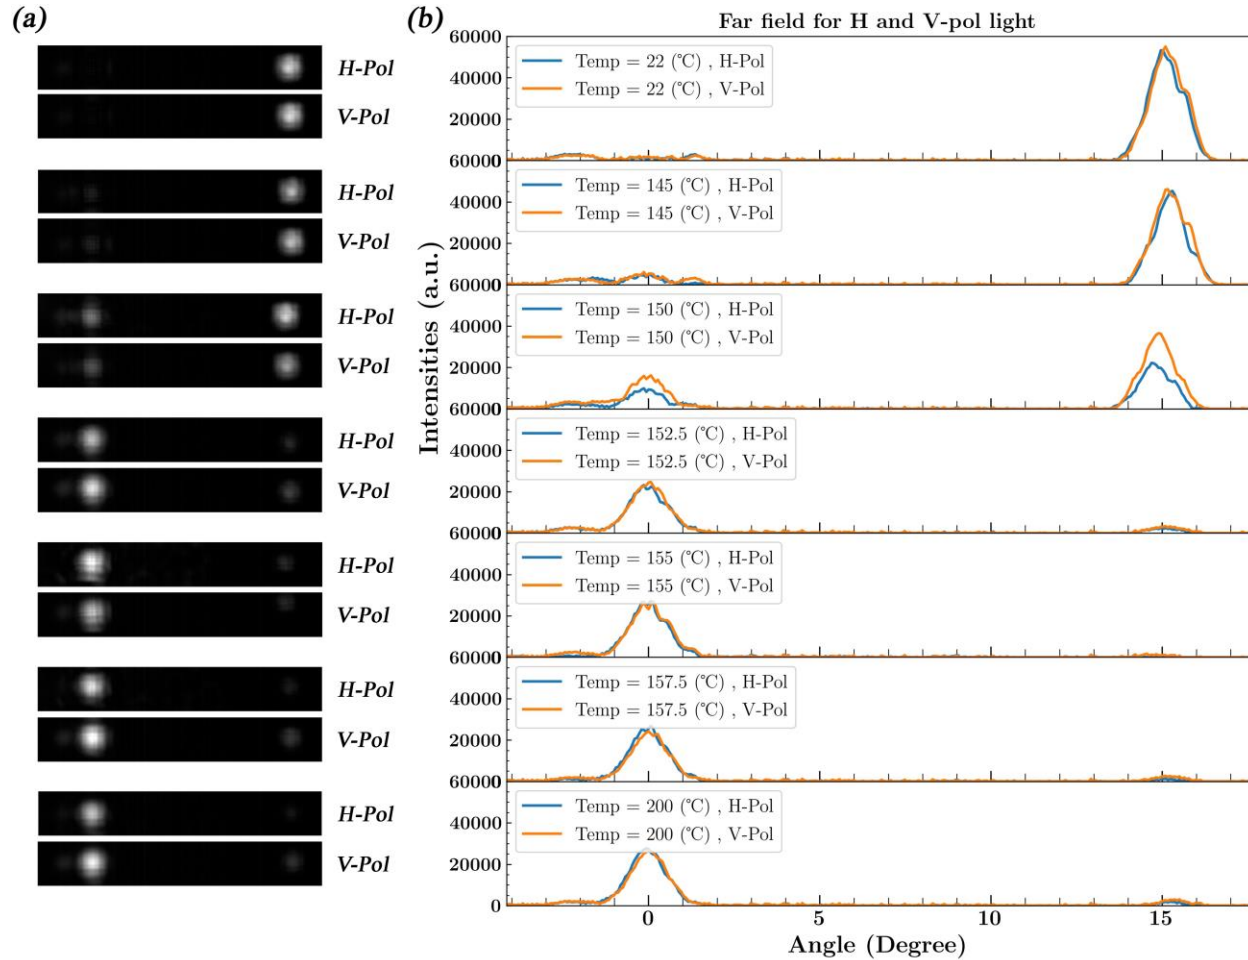 (a)
H-Pol
V-Pol
H-Pol
V-Pol
H-Pol
V-Pol
H-Pol
V-Pol
H-Pol
V-Pol
H-Pol
V-Pol
H-Pol
V-Pol
(b)
Far field for H and V-pol light
Intensities (a.u.)
60000
40000
20000
Temp = 22 (℃) , H-Pol
Temp = 22 (℃) , V-Pol
60000
40000
20000
Temp = 145 (℃) , H-Pol
Temp = 145 (℃) , V-Pol
60000
40000
20000
Temp = 150 (℃) , H-Pol
Temp = 150 (℃) , V-Pol
60000
40000
20000
Temp = 152.5 (℃) , H-Pol
Temp = 152.5 (℃) , V-Pol
60000
40000
20000
Temp = 155 (℃) , H-Pol
Temp = 155 (℃) , V-Pol
60000
40000
20000
Temp = 157.5 (℃) , H-Pol
Temp = 157.5 (℃) , V-Pol
60000
40000
20000
0
Temp = 200 (℃) , H-Pol
Temp = 200 (℃) , V-Pol
0 5 10 15
Angle (Degree)